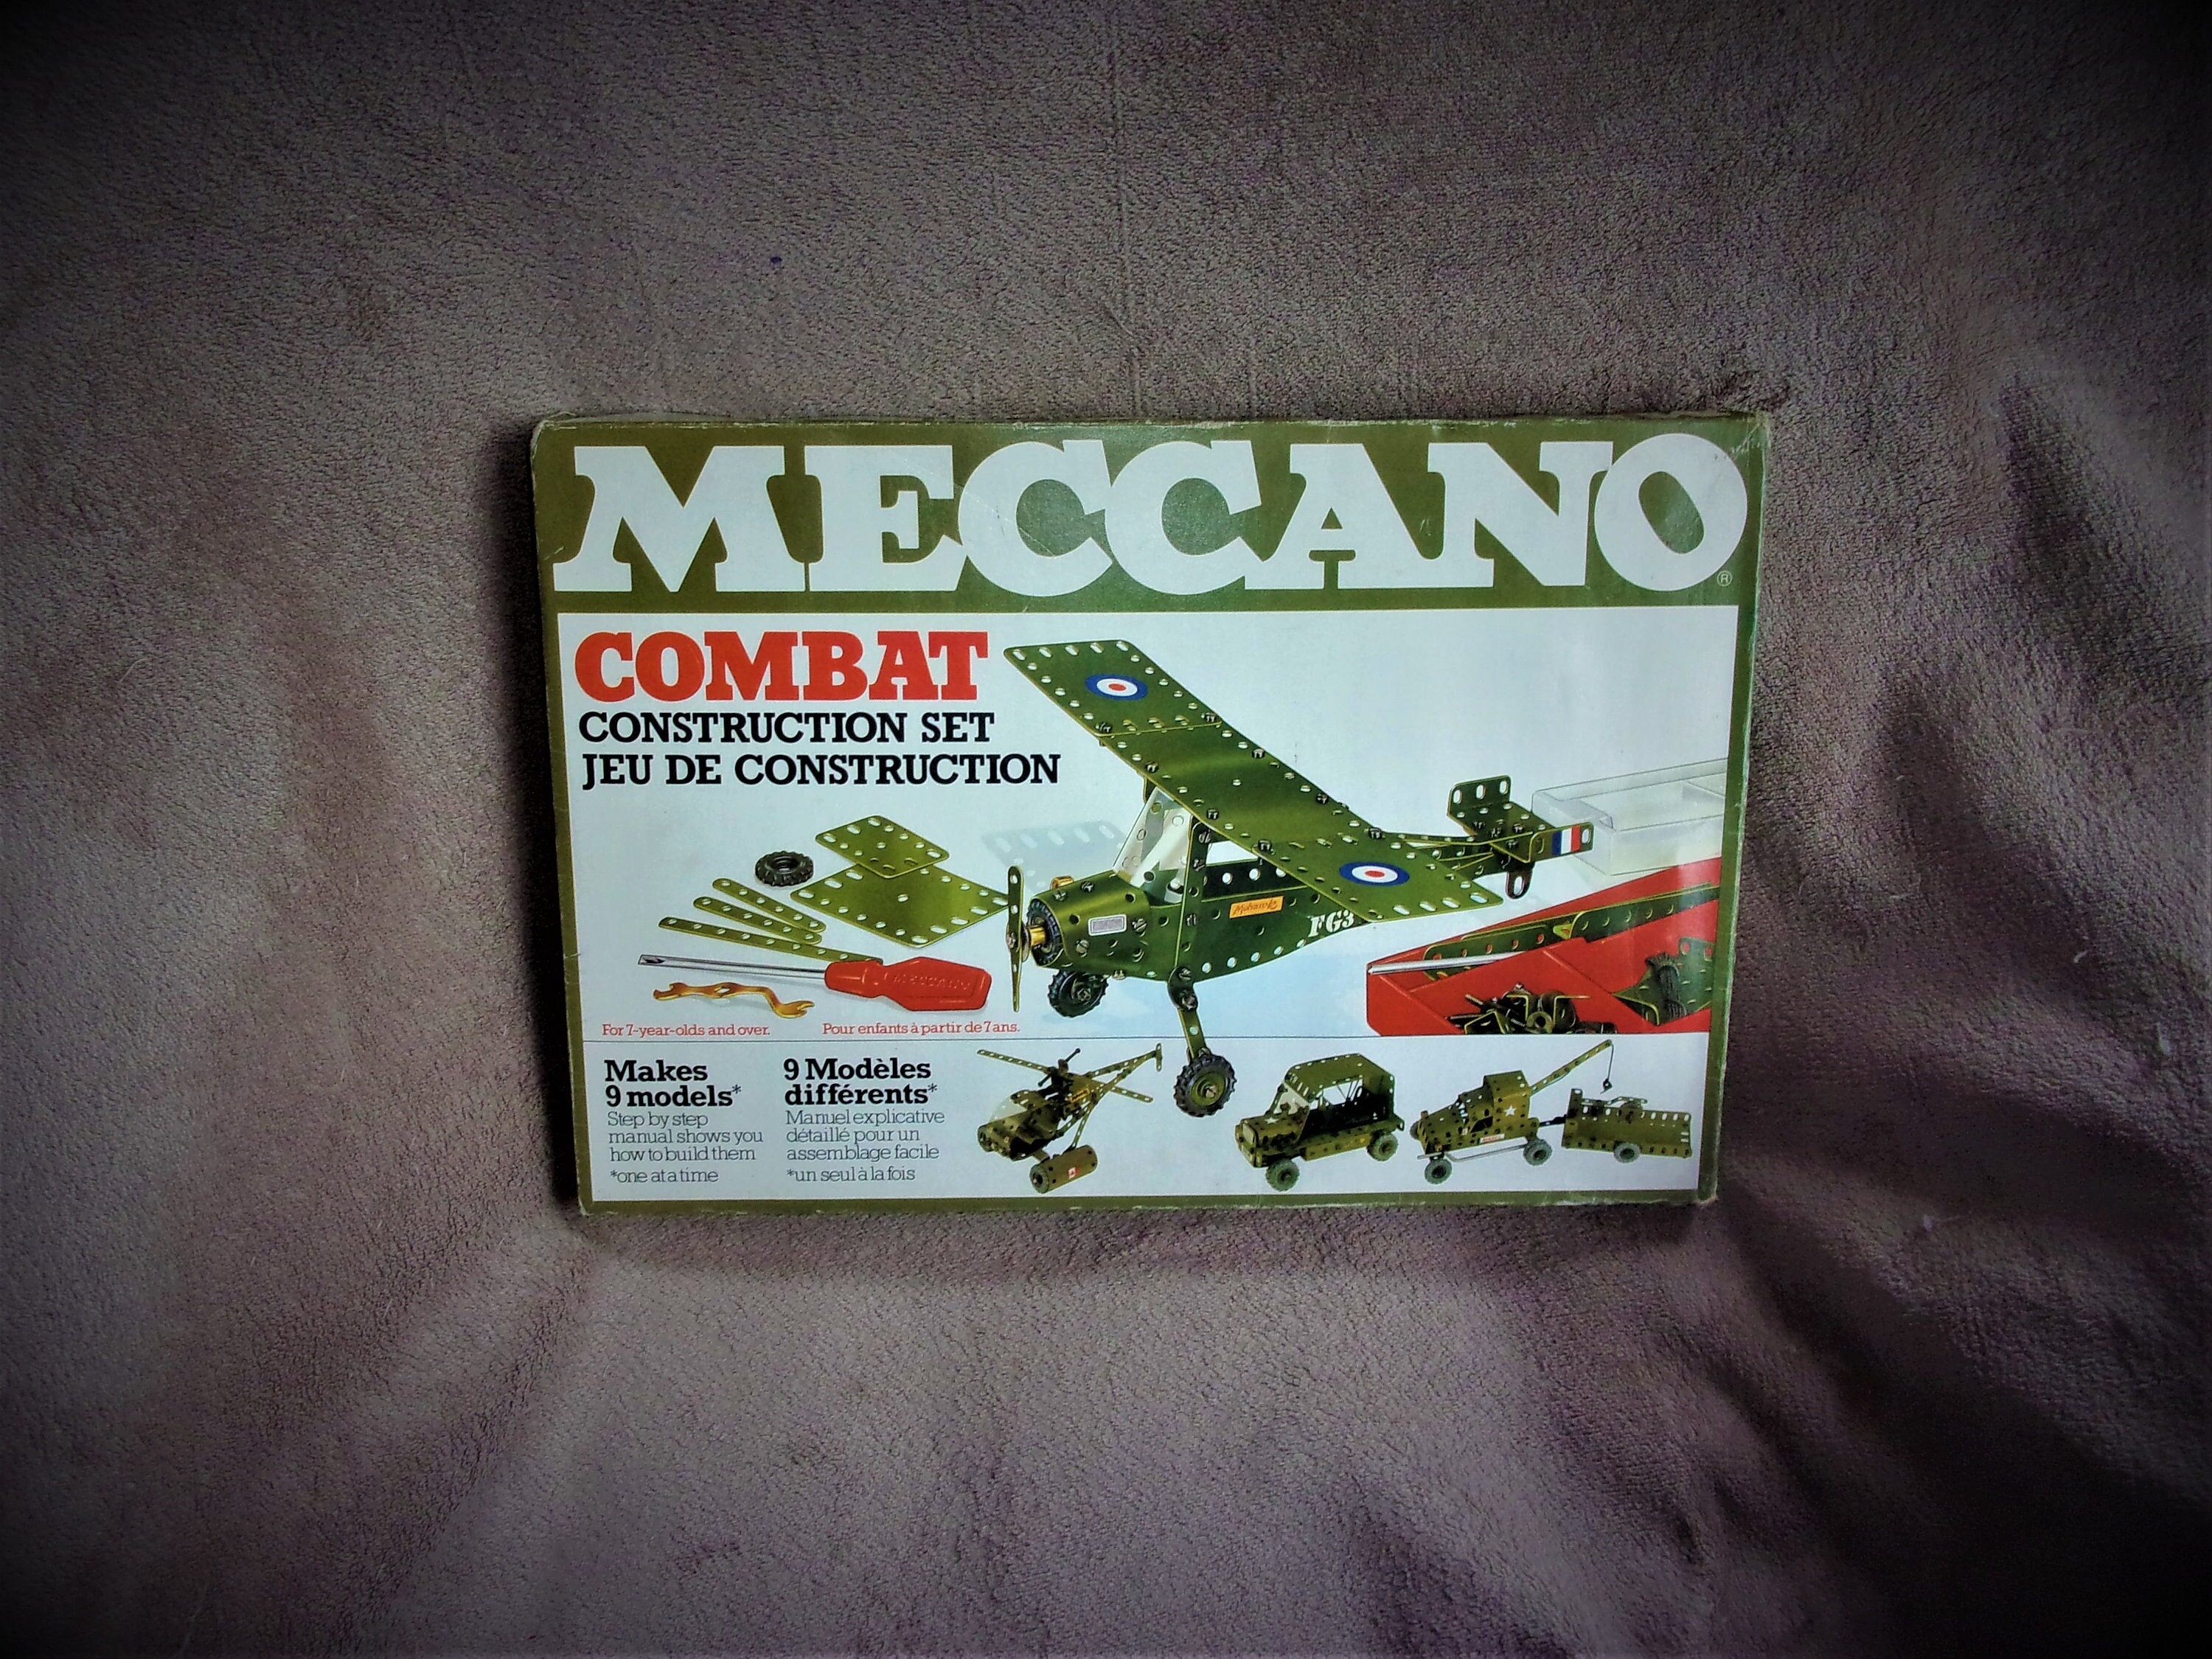 MECCANO
®
COMBAT
CONSTRUCTION SET
JEU DE CONSTRUCTION
FG3
MECCANO
For 7-year-olds and over.
Pour enfants à partir de 7 ans.
Makes
9 models*
Step by step
manual shows you
how to build them
*one at a time
9 Modèles
différents*
Manuel explicative
détaillé pour un
assemblage facile
*un seul à la fois